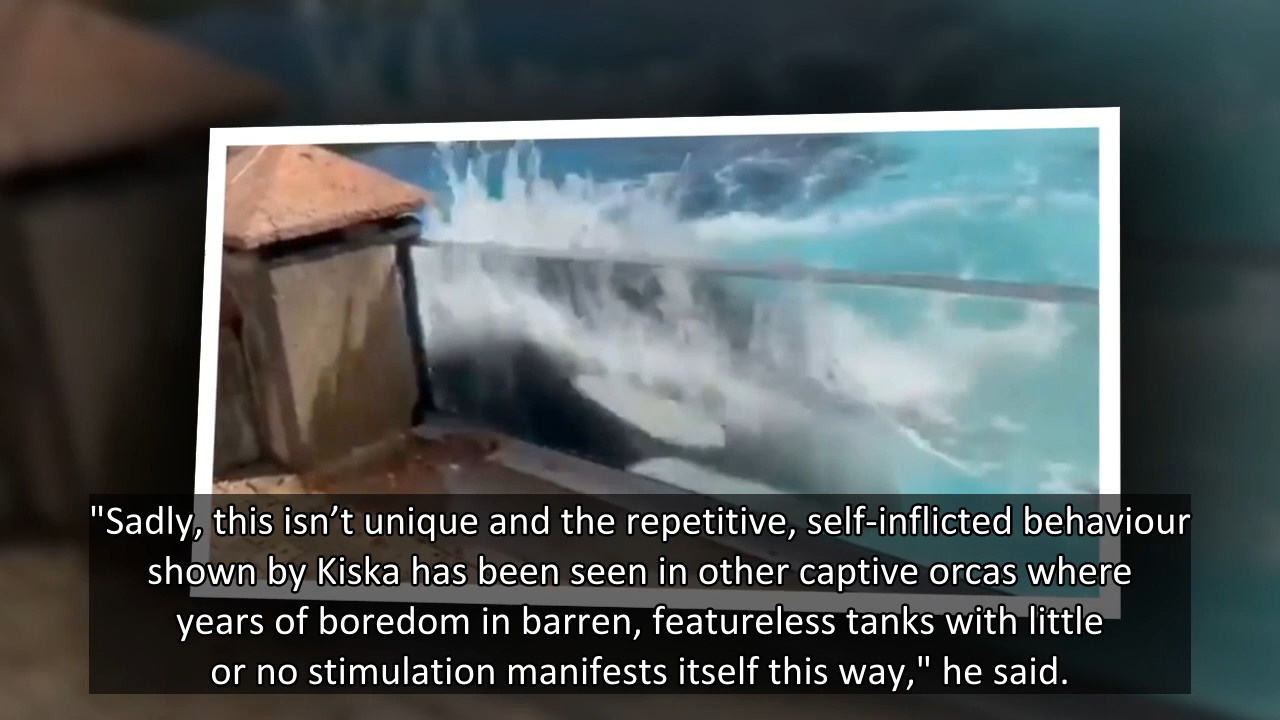 "Sadly, this isn’t unique and the repetitive, self-inflicted behaviour
shown by Kiska has been seen in other captive orcas where
years of boredom in barren, featureless tanks with little
or no stimulation manifests itself this way," he said.